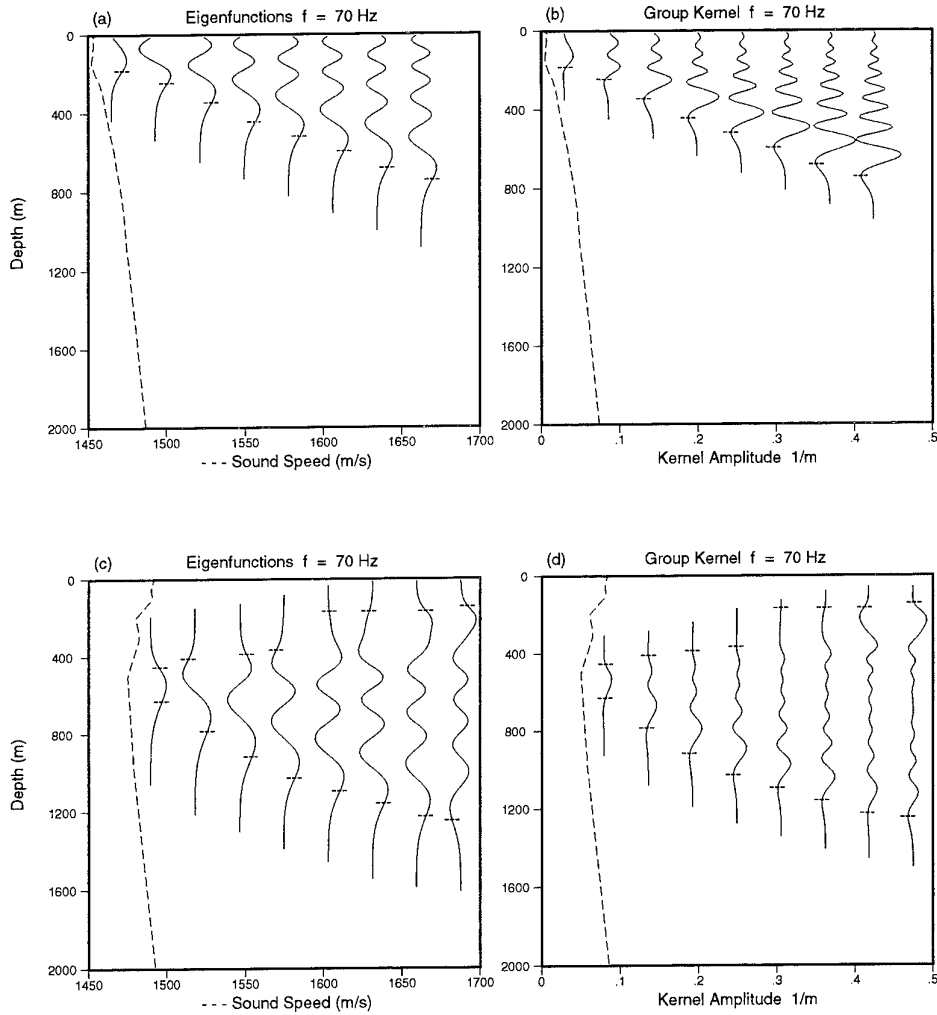 (a) Eigenfunctions f = 70 Hz
0
400
800
1200
1600
2000
Depth (m)
1450 1500 1550 1600 1650 1700
--- Sound Speed (m/s)
(b) Group Kernel f = 70 Hz
0
400
800
1200
1600
2000
0 .1 .2 .3 .4 .5
Kernel Amplitude 1/m
(c) Eigenfunctions f = 70 Hz
0
400
800
1200
1600
2000
Depth (m)
1450 1500 1550 1600 1650 1700
--- Sound Speed (m/s)
(d) Group Kernel f = 70 Hz
0
400
800
1200
1600
2000
0 .1 .2 .3 .4 .5
Kernel Amplitude 1/m